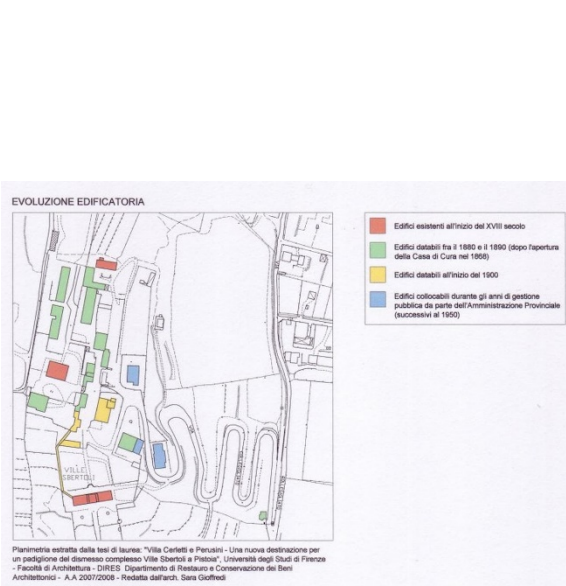 EVOLUZIONE EDIFICATORIA
Edifici esistenti all'inizio del XVIII secolo
Edifici databili fra il 1880 e il 1890 (dopo l'apertura
della Casa di Cura nel 1868)
Edifici databili all'inizio del 1900
Edifici collocabili durante gli anni di gestione
pubblica da parte dell'Amministrazione Provinciale
(successivi al 1950)
VILLE
SBERTOLI
Planimetria estratta dalla tesi di laurea: "Villa Cerletti e Perusini - Una nuova destinazione per
un padiglione del dismesso complesso Ville Sbertoli a Pistoia", Università degli Studi di Firenze
- Facoltà di Architettura - DIRES Dipartimento di Restauro e Conservazione dei Beni
Architettonici - A.A 2007/2008 - Redatta dall'arch. Sara Gioffredi